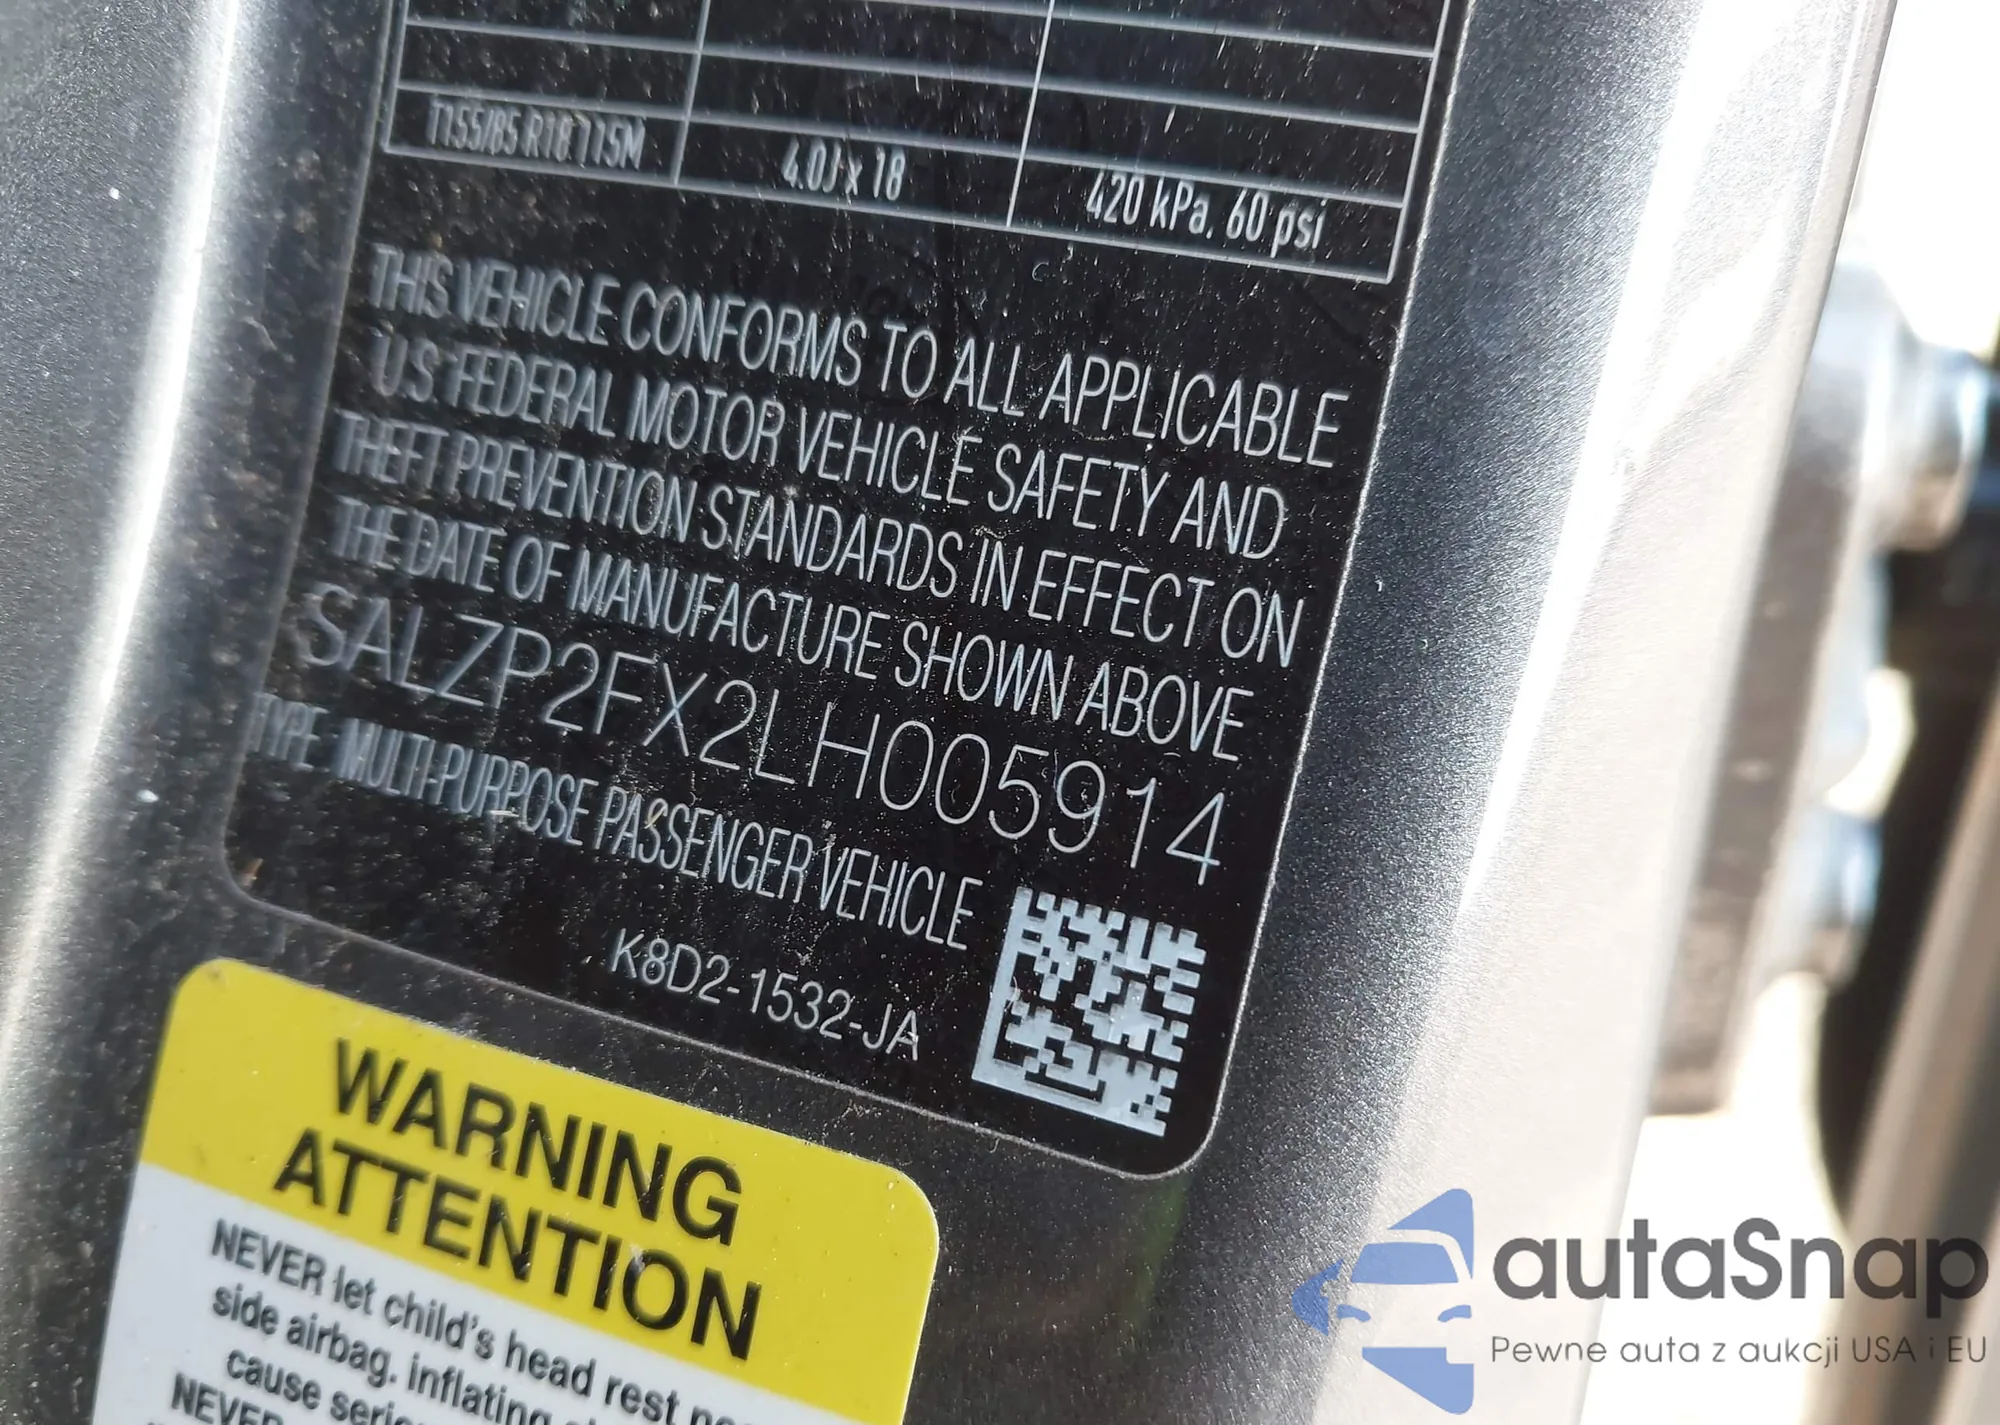 T155/85 R18 115M 4.0J x 18 420 kPa, 60 psi
THIS VEHICLE CONFORMS TO ALL APPLICABLE
U.S. FEDERAL MOTOR VEHICLE SAFETY AND
THEFT PREVENTION STANDARDS IN EFFECT ON
THE DATE OF MANUFACTURE SHOWN ABOVE
SALZP2FX2LH005914
TYPE MULTI-PURPOSE PASSENGER VEHICLE
K8D2-1532-JA
WARNING
ATTENTION
NEVER let child's head rest
side airbag, inflating
cause
NEVER
autaSnap
Pewne auta z aukcji USA i EU